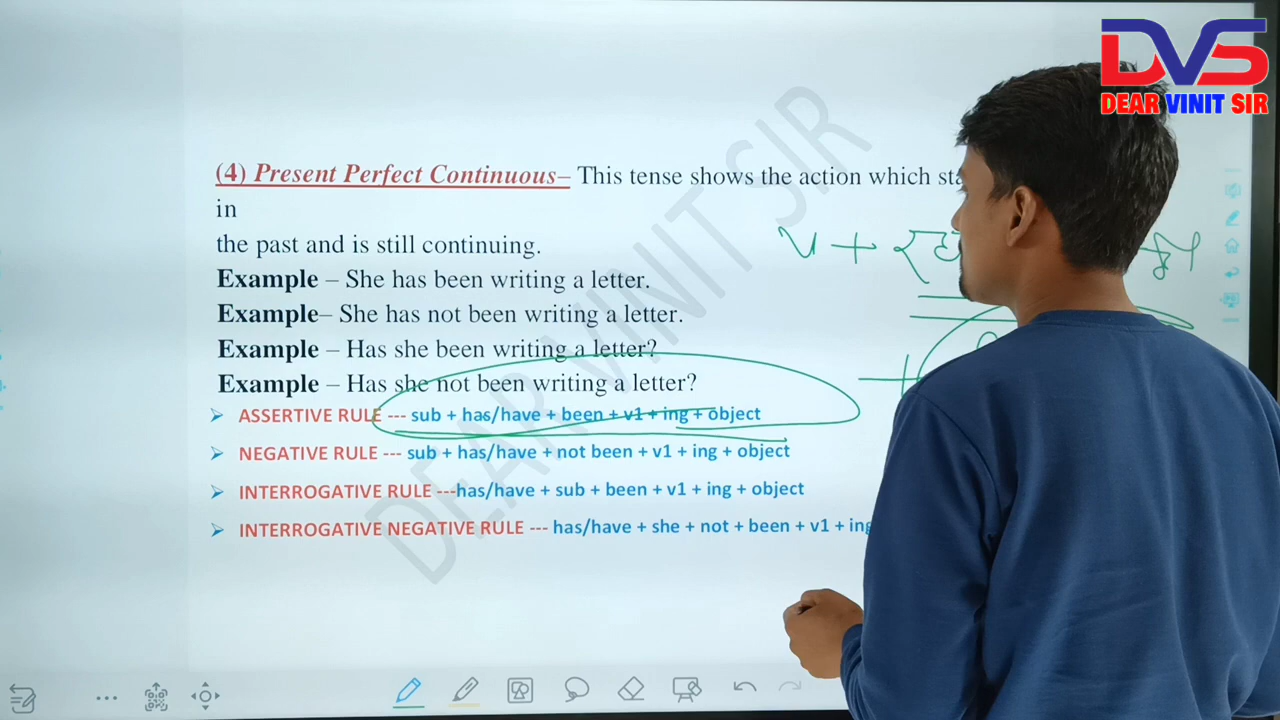 DVS
DEAR VINIT SIR
(4) Present Perfect Continuous– This tense shows the action which
in
the past and is still continuing.
Example – She has been writing a letter.
Example– She has not been writing a letter.
Example – Has she been writing a letter?
Example – Has she not been writing a letter?
➢ ASSERTIVE RULE --- sub + has/have + been + v1 + ing + object
➢ NEGATIVE RULE --- sub + has/have + not been + v1 + ing + object
➢ INTERROGATIVE RULE ---has/have + sub + been + v1 + ing + object
➢ INTERROGATIVE NEGATIVE RULE --- has/have + she + not + been + v1 + ing
DEAR VINIT SIR